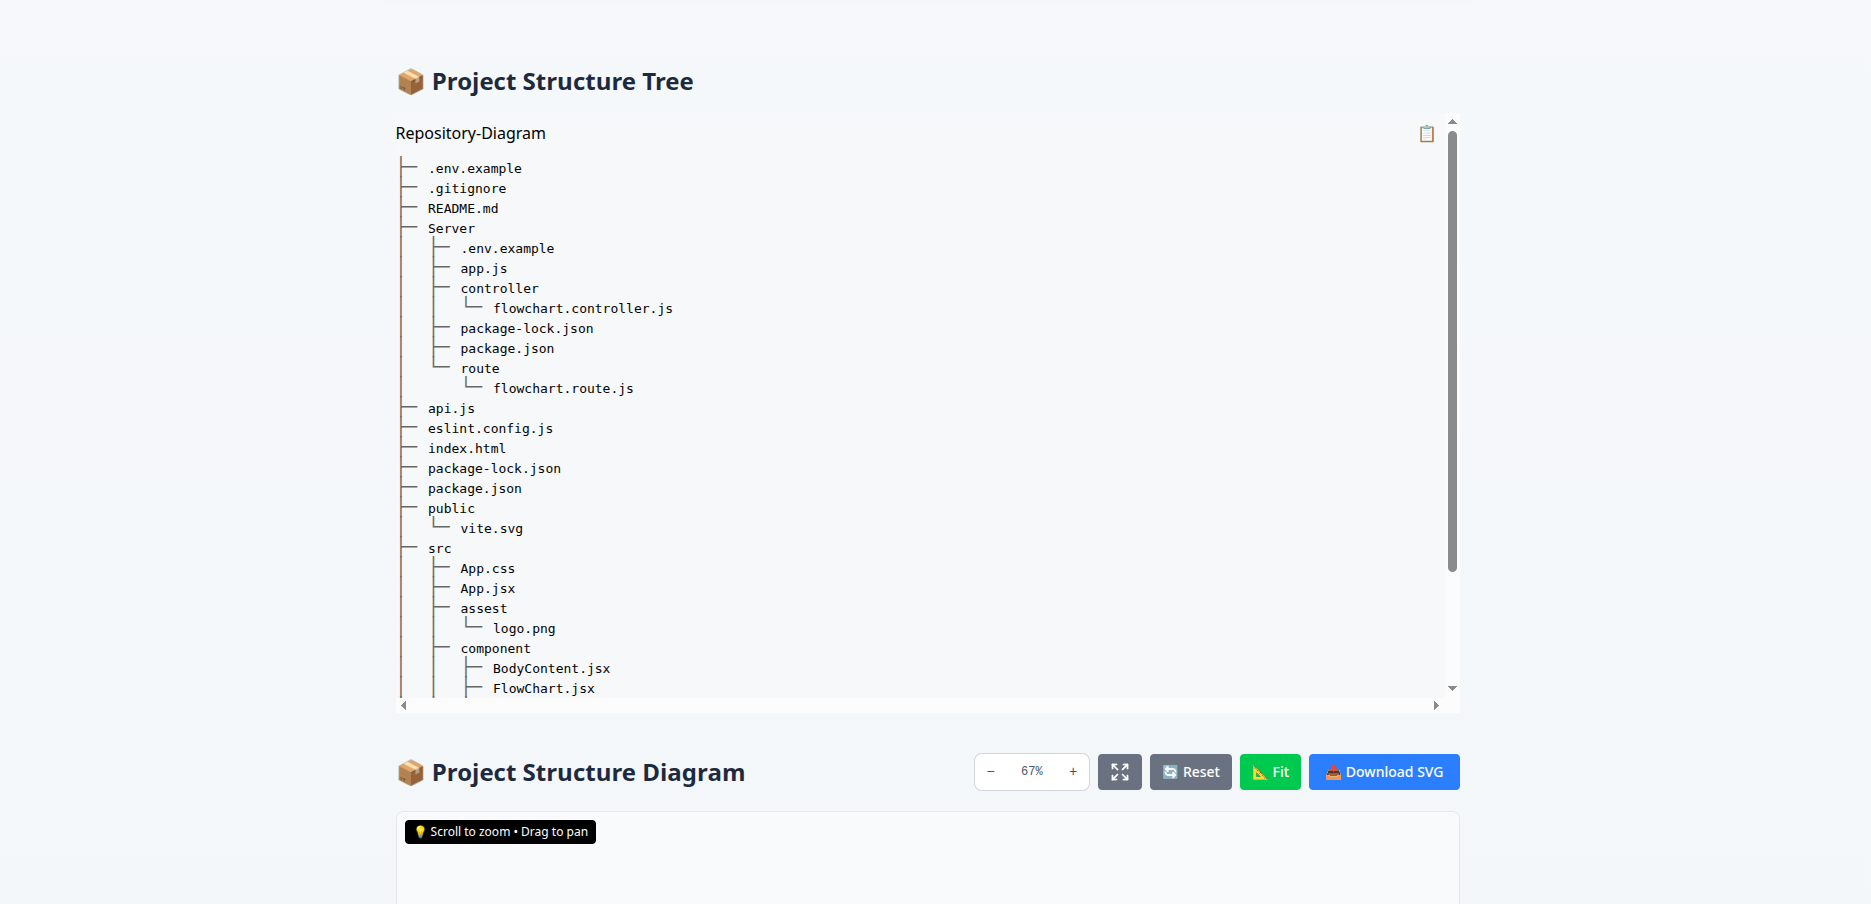 📦 Project Structure Tree
Repository-Diagram
├── .env.example
├── .gitignore
├── README.md
├── Server
│   ├── .env.example
│   ├── app.js
│   ├── controller
│   │   └── flowchart.controller.js
│   ├── package-lock.json
│   ├── package.json
│   └── route
│       └── flowchart.route.js
├── api.js
├── eslint.config.js
├── index.html
├── package-lock.json
├── package.json
├── public
│   └── vite.svg
├── src
│   ├── App.css
│   ├── App.jsx
│   ├── assest
│   │   └── logo.png
│   ├── component
│   │   ├── BodyContent.jsx
│   │   ├── FlowChart.jsx
📦 Project Structure Diagram
− 67% +
🔄 Reset
📐 Fit
📥 Download SVG
💡 Scroll to zoom • Drag to pan